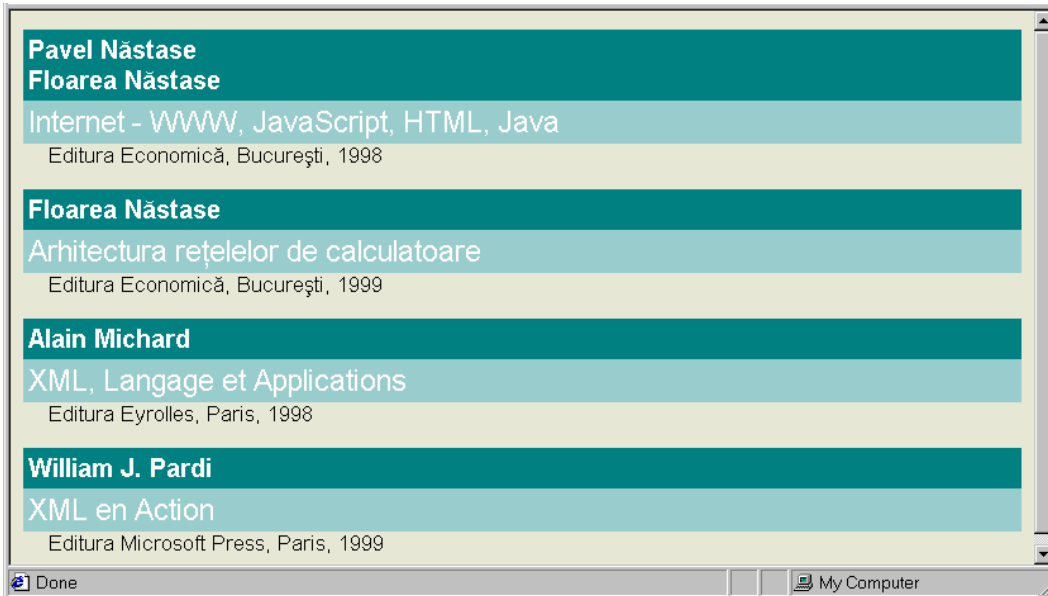 Pavel Năstase
Floarea Năstase
Internet - WWW, JavaScript, HTML, Java
Editura Economică, Bucureşti, 1998
Floarea Năstase
Arhitectura reţelelor de calculatoare
Editura Economică, Bucureşti, 1999
Alain Michard
XML, Langage et Applications
Editura Eyrolles, Paris, 1998
William J. Pardi
XML en Action
Editura Microsoft Press, Paris, 1999
Done My Computer